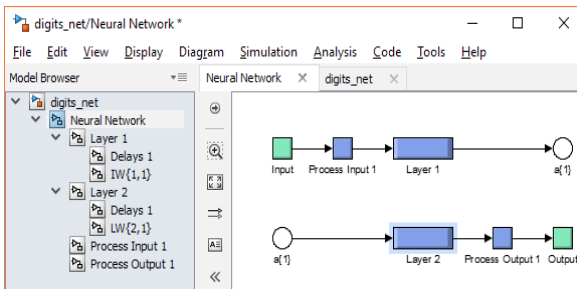 digits_net/Neural Network *
File Edit View Display Diagram Simulation Analysis Code Tools Help
Model Browser
Neural Network
digits_net
digits_net
Neural Network
Layer 1
Delays 1
IW{1,1}
Layer 2
Delays 1
LW{2,1}
Process Input 1
Process Output 1
Input Process Input 1 Layer 1 a{1}
a{1} Layer 2 Process Output 1 Output